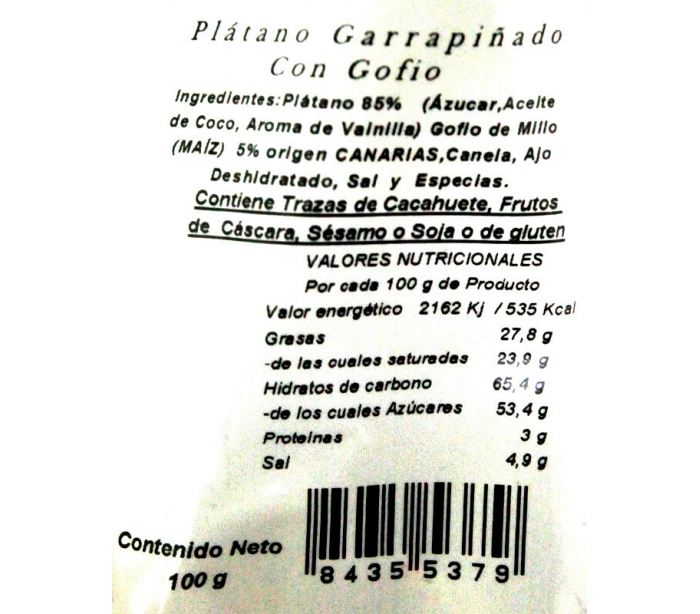 Plátano Garrapiñado
Con Gofio
Ingredientes:Plátano 85% (Ázucar,Aceite
de Coco, Aroma de Vainilla) Gofio de Millo
(MAÍZ) 5% origen CANARIAS,Canela, Ajo
Deshidratado, Sal y Especias.
Contiene Trazas de Cacahuete, Frutos
de Cáscara, Sésamo o Soja o de gluten
VALORES NUTRICIONALES
Por cada 100 g de Producto
Valor energético 2162 Kj / 535 Kcal
Grasas 27,8 g
-de las cuales saturadas 23,9 g
Hidratos de carbono 65,4 g
-de los cuales Azúcares 53,4 g
Proteinas 3 g
Sal 4,9 g
Contenido Neto
100 g
8435 5379